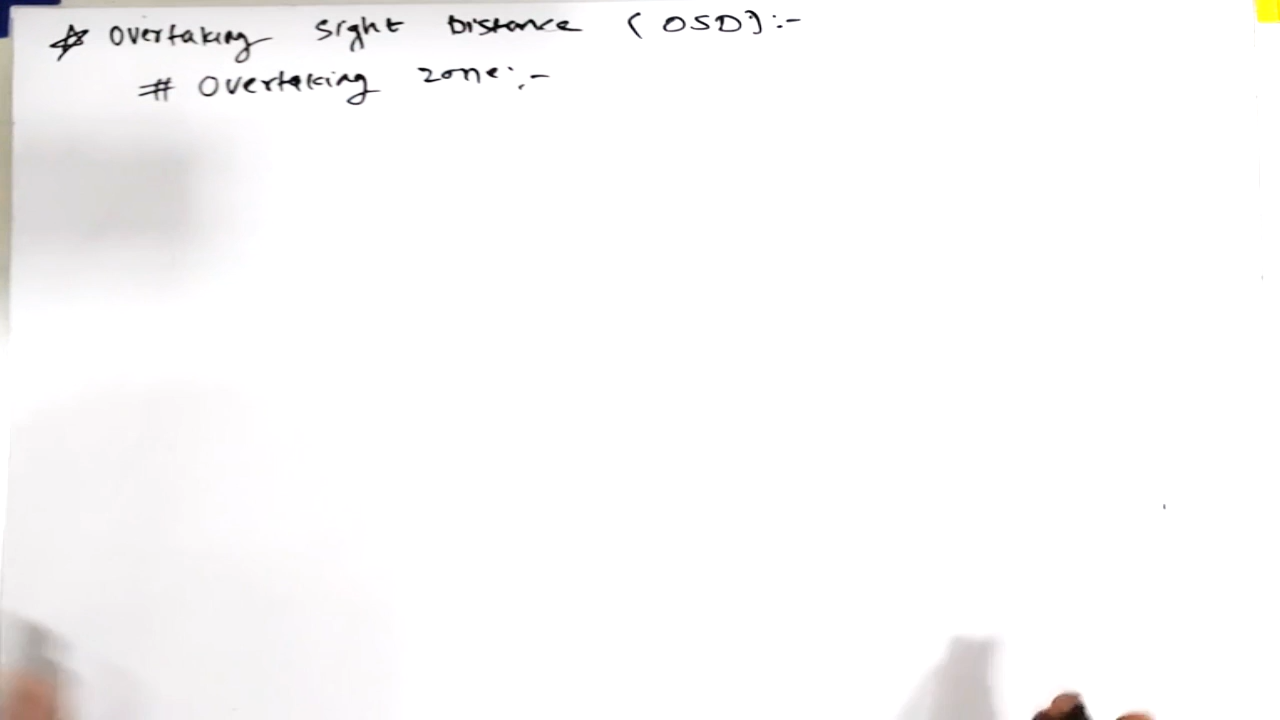 ☆ Overtaking Sight Distance (OSD):-
# Overtaking zone:-